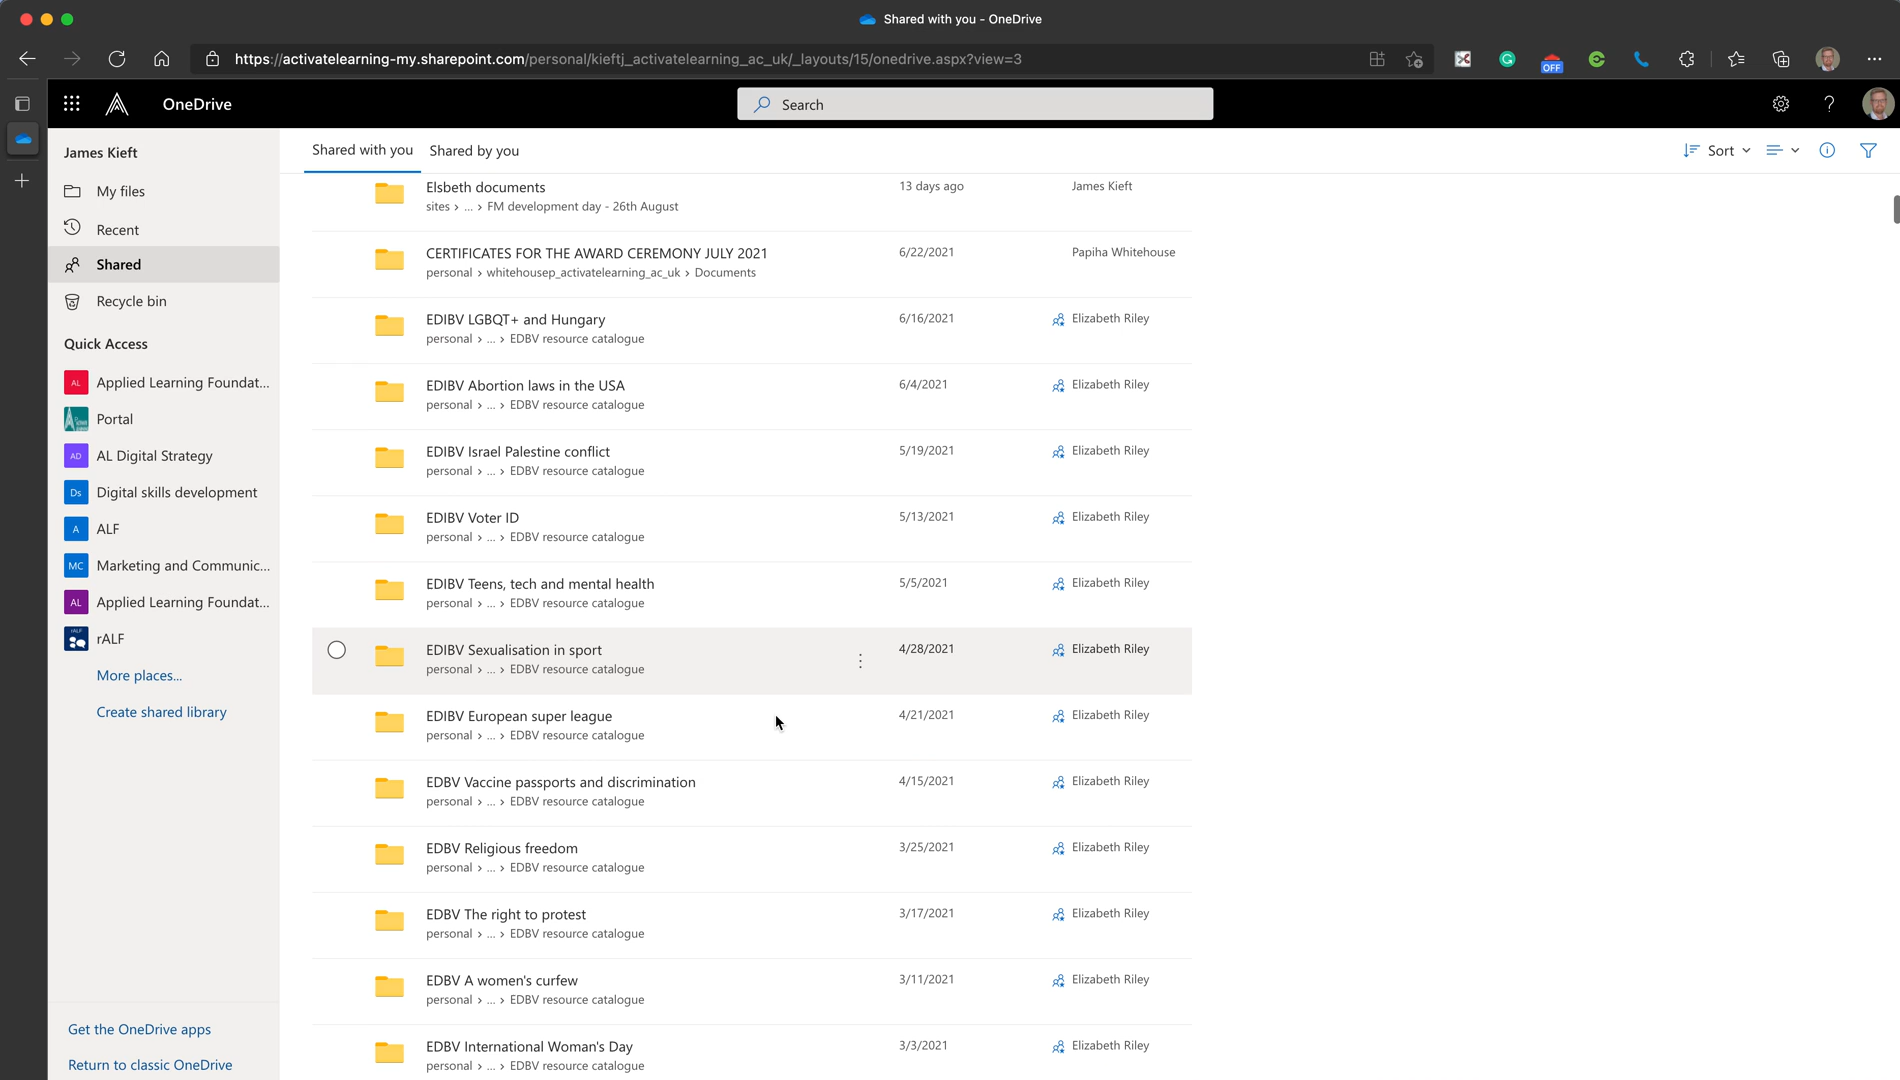 Shared with you - OneDrive
https://activatelearning-my.sharepoint.com/personal/kieftj_activatelearning_ac_uk/_layouts/15/onedrive.aspx?view=3
OFF
OneDrive
Search
James Kieft
My files
Recent
Shared
Recycle bin
Quick Access
AL Applied Learning Foundat...
Portal
AD AL Digital Strategy
Ds Digital skills development
A ALF
MC Marketing and Communic...
AL Applied Learning Foundat...
rALF rALF
More places...
Create shared library
Get the OneDrive apps
Return to classic OneDrive
Shared with you Shared by you
Sort
Elsbeth documents 13 days ago James Kieft
sites > ... > FM development day - 26th August
CERTIFICATES FOR THE AWARD CEREMONY JULY 2021 6/22/2021 Papiha Whitehouse
personal > whitehousep_activatelearning_ac_uk > Documents
EDIBV LGBQT+ and Hungary 6/16/2021 Elizabeth Riley
personal > ... > EDBV resource catalogue
EDIBV Abortion laws in the USA 6/4/2021 Elizabeth Riley
personal > ... > EDBV resource catalogue
EDIBV Israel Palestine conflict 5/19/2021 Elizabeth Riley
personal > ... > EDBV resource catalogue
EDIBV Voter ID 5/13/2021 Elizabeth Riley
personal > ... > EDBV resource catalogue
EDIBV Teens, tech and mental health 5/5/2021 Elizabeth Riley
personal > ... > EDBV resource catalogue
EDIBV Sexualisation in sport 4/28/2021 Elizabeth Riley
personal > ... > EDBV resource catalogue
EDIBV European super league 4/21/2021 Elizabeth Riley
personal > ... > EDBV resource catalogue
EDBV Vaccine passports and discrimination 4/15/2021 Elizabeth Riley
personal > ... > EDBV resource catalogue
EDBV Religious freedom 3/25/2021 Elizabeth Riley
personal > ... > EDBV resource catalogue
EDBV The right to protest 3/17/2021 Elizabeth Riley
personal > ... > EDBV resource catalogue
EDBV A women's curfew 3/11/2021 Elizabeth Riley
personal > ... > EDBV resource catalogue
EDBV International Woman's Day 3/3/2021 Elizabeth Riley
personal > ... > EDBV resource catalogue